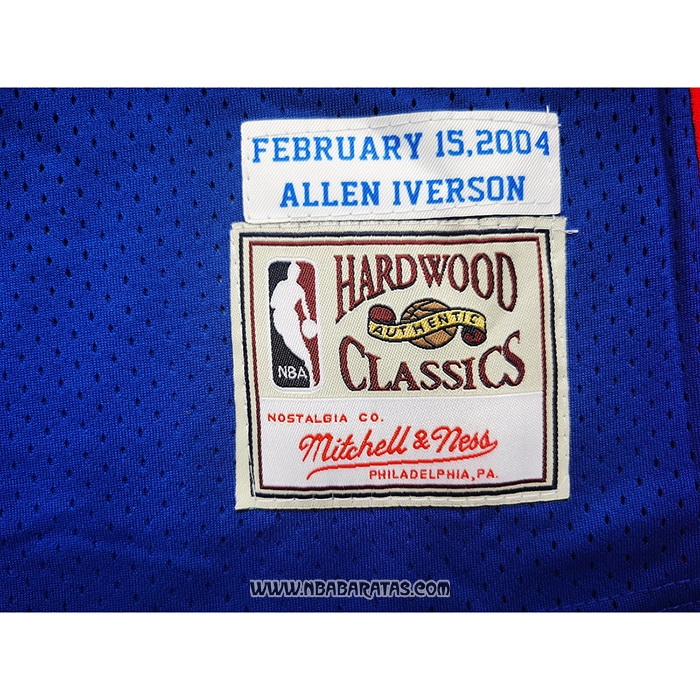 FEBRUARY 15,2004
ALLEN IVERSON
HARDWOOD
AUTHENTIC
CLASSICS
NBA
NOSTALGIA CO.
Mitchell & Ness
PHILADELPHIA, PA.
WWW.NBABARATAS.COM